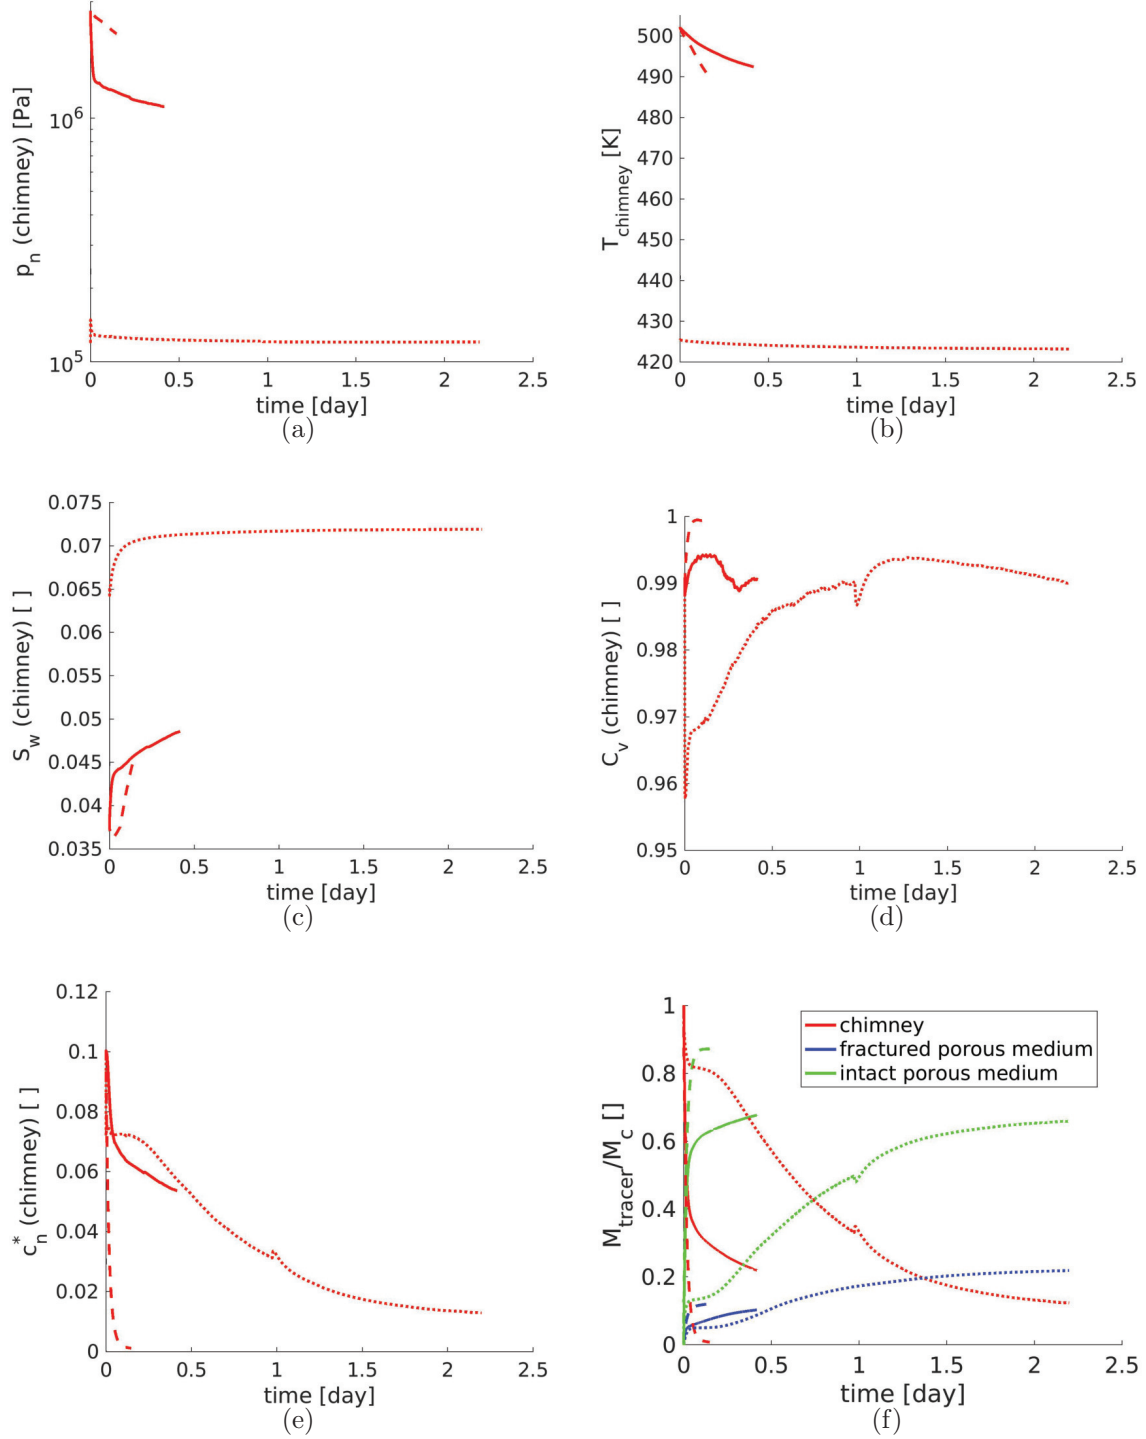 p_n (chimney) [Pa]
10^6
10^5
0 0.5 1 1.5 2 2.5
time [day]
(a)
T_chimney [K]
500
490
480
470
460
450
440
430
420
0 0.5 1 1.5 2 2.5
time [day]
(b)
S_w (chimney) [ ]
0.075
0.07
0.065
0.06
0.055
0.05
0.045
0.04
0.035
0 0.5 1 1.5 2 2.5
time [day]
(c)
C_v (chimney) [ ]
1
0.99
0.98
0.97
0.96
0.95
0 0.5 1 1.5 2 2.5
time [day]
(d)
c_n^* (chimney) [ ]
0.12
0.1
0.08
0.06
0.04
0.02
0
0 0.5 1 1.5 2 2.5
time [day]
(e)
M_tracer/M_c []
1
0.8
0.6
0.4
0.2
0
chimney
fractured porous medium
intact porous medium
0 0.5 1 1.5 2 2.5
time [day]
(f)